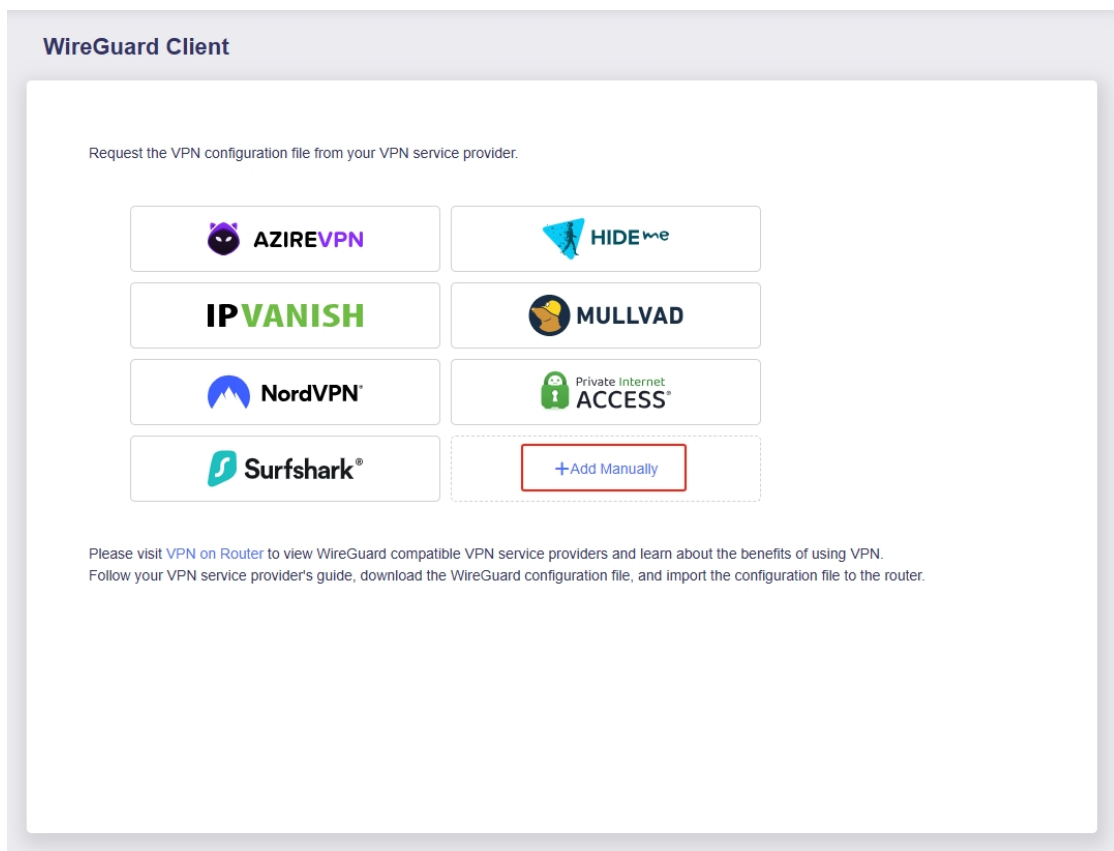 WireGuard Client
Request the VPN configuration file from your VPN service provider.
AZIREVPN
HIDE me
IPVANISH
MULLVAD
NordVPN®
Private Internet
ACCESS®
Surfshark®
+Add Manually
Please visit VPN on Router to view WireGuard compatible VPN service providers and learn about the benefits of using VPN.
Follow your VPN service provider's guide, download the WireGuard configuration file, and import the configuration file to the router.